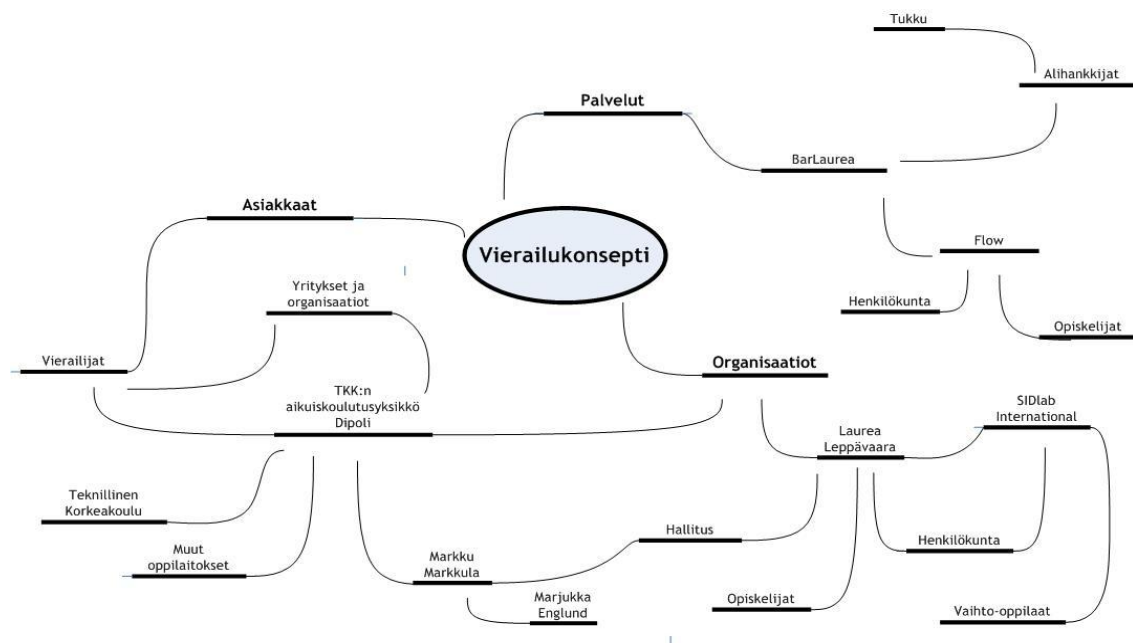 Tukku
Alihankkijat
Palvelut
BarLaurea
Asiakkaat
Vierailukonsepti
Flow
Yritykset ja
organisaatiot
Henkilökunta
Opiskelijat
Vierailijat
Organisaatiot
TKK:n
aikuiskoulutusyksikkö
Dipoli
SIDlab
International
Laurea
Leppävaara
Teknillinen
Korkeakoulu
Hallitus
Henkilökunta
Muut
oppilaitokset
Markku
Markkula
Marjukka
Englund
Opiskelijat
Vaihto-oppilaat